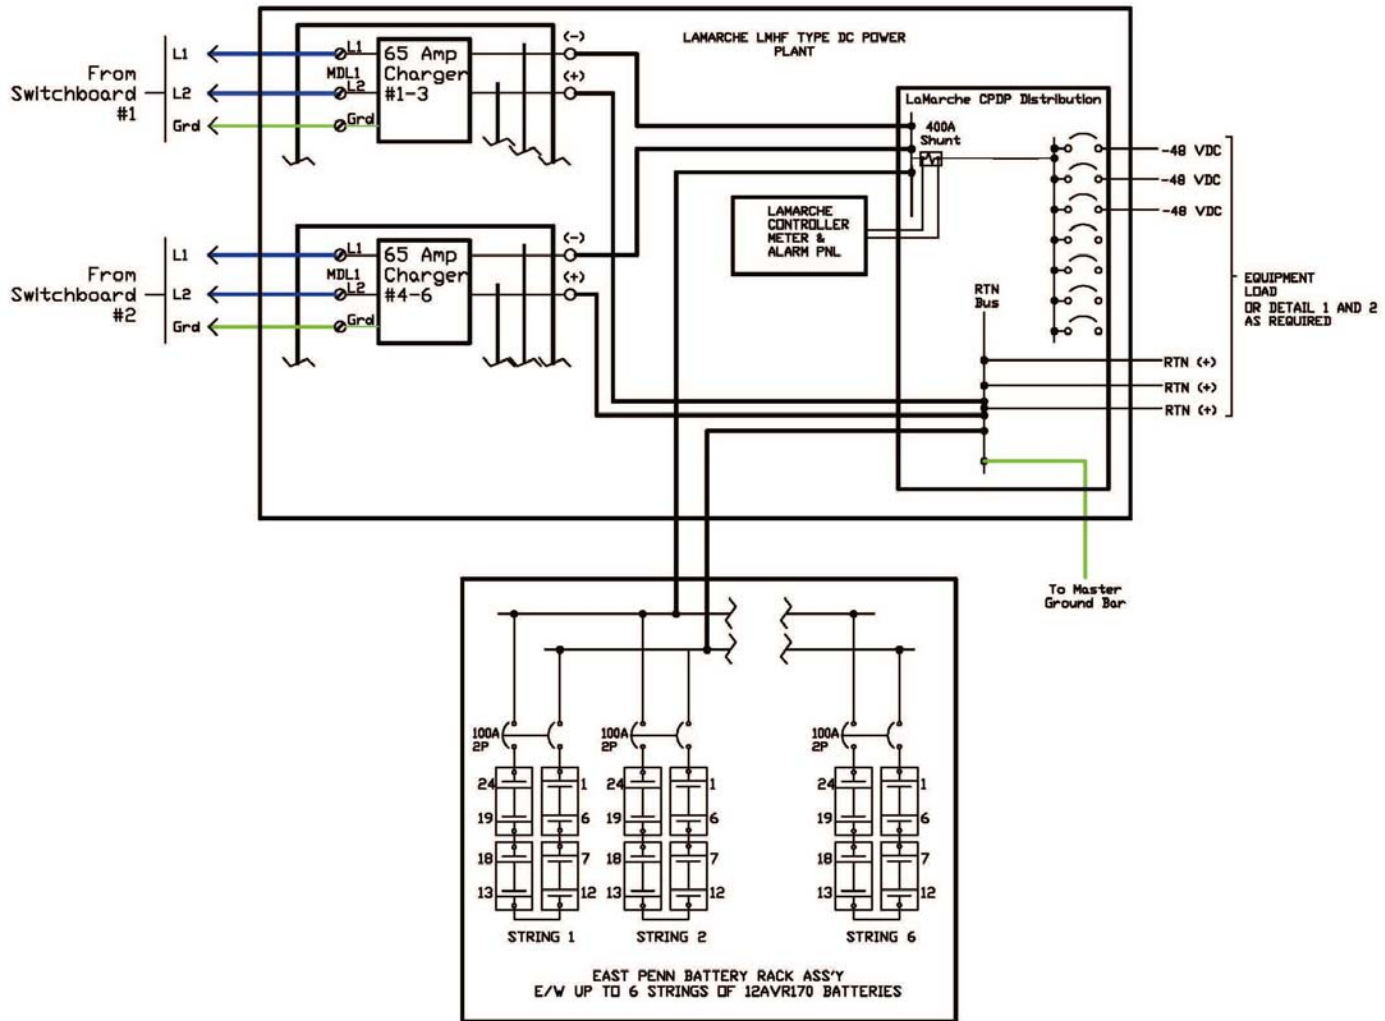 LAMARCHE LMHF TYPE DC POWER
PLANT
From
Switchboard
#1
L1
L2
Grd
L1
MDL1
L2
Grd
65 Amp
Charger
#1-3
(-)
(+)
From
Switchboard
#2
L1
L2
Grd
L1
MDL1
L2
Grd
65 Amp
Charger
#4-6
(-)
(+)
LaMarche CPDP Distribution
400A
Shunt
LAMARCHE
CONTROLLER
METER &
ALARM PNL
RTN
Bus
-48 VDC
-48 VDC
-48 VDC
RTN (+)
RTN (+)
RTN (+)
EQUIPMENT
LOAD
OR DETAIL 1 AND 2
AS REQUIRED
To Master
Ground Bar
100A
2P
24
19
18
13
1
6
7
12
STRING 1
100A
2P
24
19
18
13
1
6
7
12
STRING 2
100A
2P
24
19
18
13
1
6
7
12
STRING 6
EAST PENN BATTERY RACK ASS'Y
E/W UP TO 6 STRINGS OF 12AVR170 BATTERIES